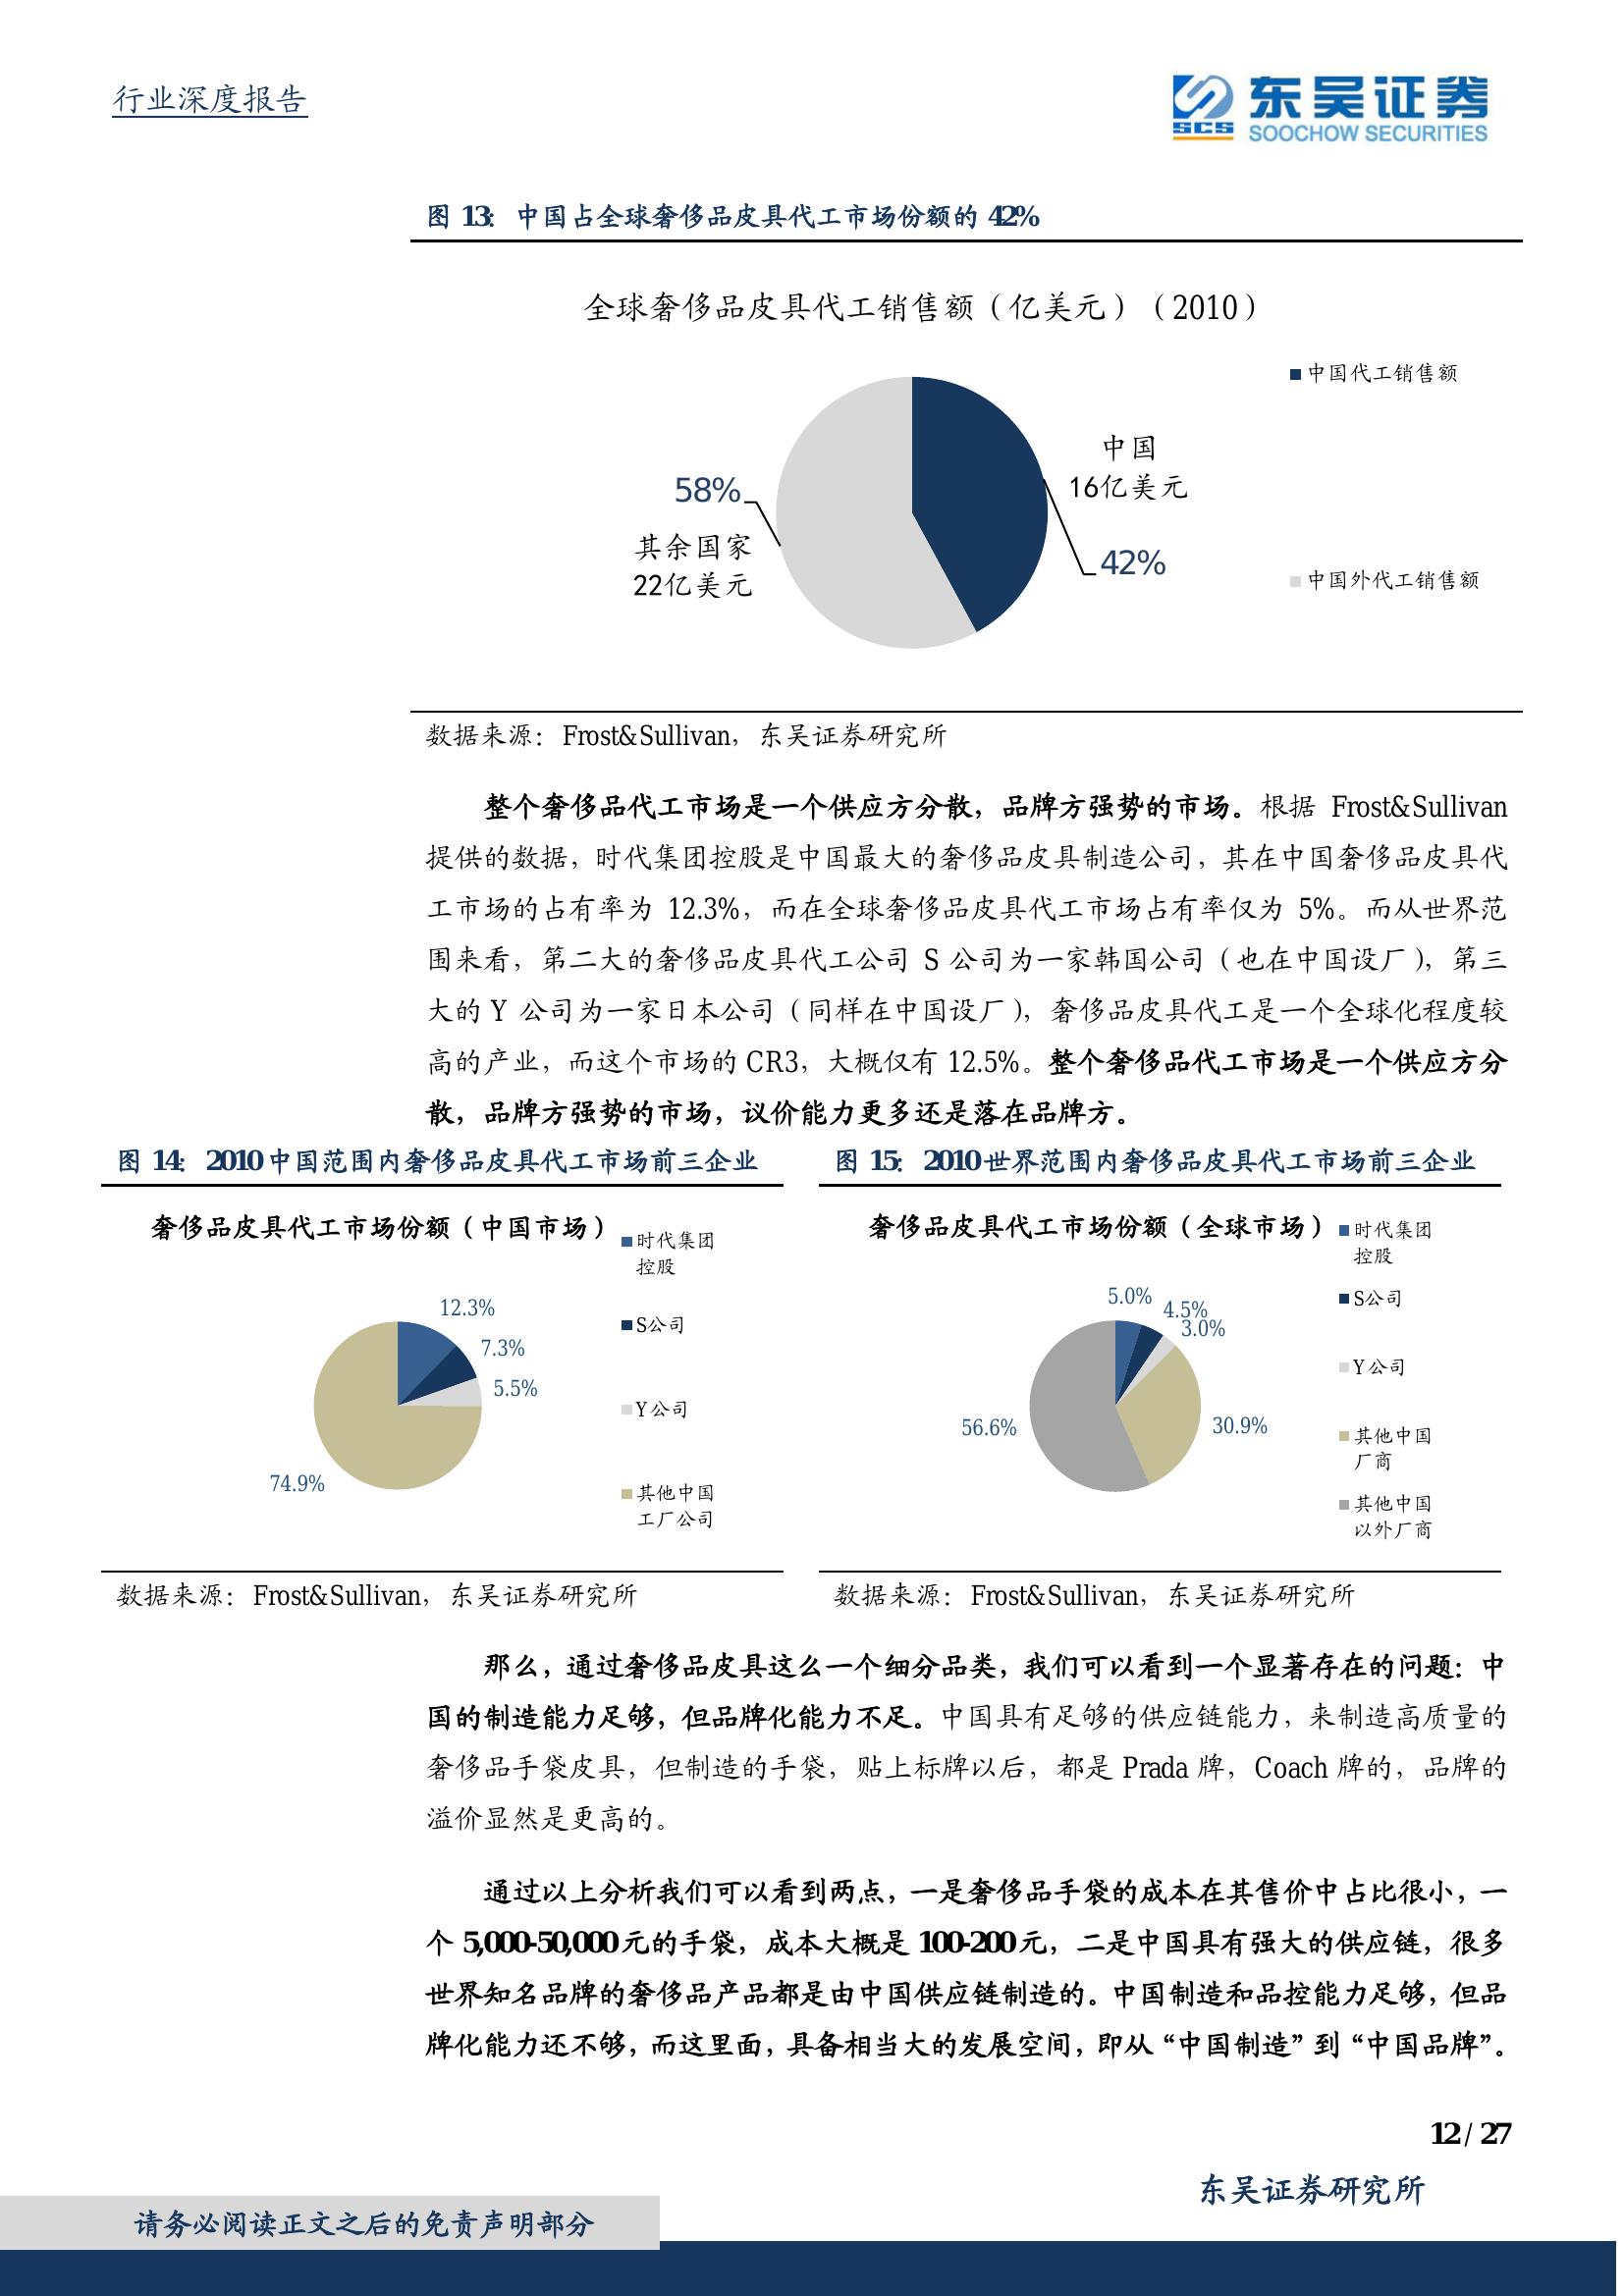 行业深度报告
东吴证券
SCS
SOOCHOW SECURITIES
图 13: 中国占全球奢侈品皮具代工市场份额的 42%
全球奢侈品皮具代工销售额（亿美元）（2010）
中国代工销售额
中国
16亿美元
58%
其余国家
22亿美元
42%
中国外代工销售额
数据来源：Frost&Sullivan，东吴证券研究所
整个奢侈品代工市场是一个供应方分散，品牌方强势的市场。根据 Frost&Sullivan
提供的数据，时代集团控股是中国最大的奢侈品皮具制造公司，其在中国奢侈品皮具代
工市场的占有率为 12.3%，而在全球奢侈品皮具代工市场占有率仅为 5%。而从世界范
围来看，第二大的奢侈品皮具代工公司 S 公司为一家韩国公司（也在中国设厂），第三
大的 Y 公司为一家日本公司（同样在中国设厂），奢侈品皮具代工是一个全球化程度较
高的产业，而这个市场的 CR3，大概仅有 12.5%。整个奢侈品代工市场是一个供应方分
散，品牌方强势的市场，议价能力更多还是落在品牌方。
图 14: 2010 中国范围内奢侈品皮具代工市场前三企业
奢侈品皮具代工市场份额（中国市场）
时代集团
控股
12.3%
S公司
7.3%
5.5%
Y公司
74.9%
其他中国
工厂公司
数据来源：Frost&Sullivan，东吴证券研究所
图 15: 2010 世界范围内奢侈品皮具代工市场前三企业
奢侈品皮具代工市场份额（全球市场）
时代集团
控股
5.0%
S公司
4.5%
3.0%
Y公司
56.6%
30.9%
其他中国
厂商
其他中国
以外厂商
数据来源：Frost&Sullivan，东吴证券研究所
那么，通过奢侈品皮具这么一个细分品类，我们可以看到一个显著存在的问题：中
国的制造能力足够，但品牌化能力不足。中国具有足够的供应链能力，来制造高质量的
奢侈品手袋皮具，但制造的手袋，贴上标牌以后，都是 Prada 牌，Coach 牌的，品牌的
溢价显然是更高的。
通过以上分析我们可以看到两点，一是奢侈品手袋的成本在其售价中占比很小，一
个 5,000-50,000 元的手袋，成本大概是 100-200 元，二是中国具有强大的供应链，很多
世界知名品牌的奢侈品产品都是由中国供应链制造的。中国制造和品控能力足够，但品
牌化能力还不够，而这里面，具备相当大的发展空间，即从“中国制造”到“中国品牌”。
12 / 27
东吴证券研究所
请务必阅读正文之后的免责声明部分